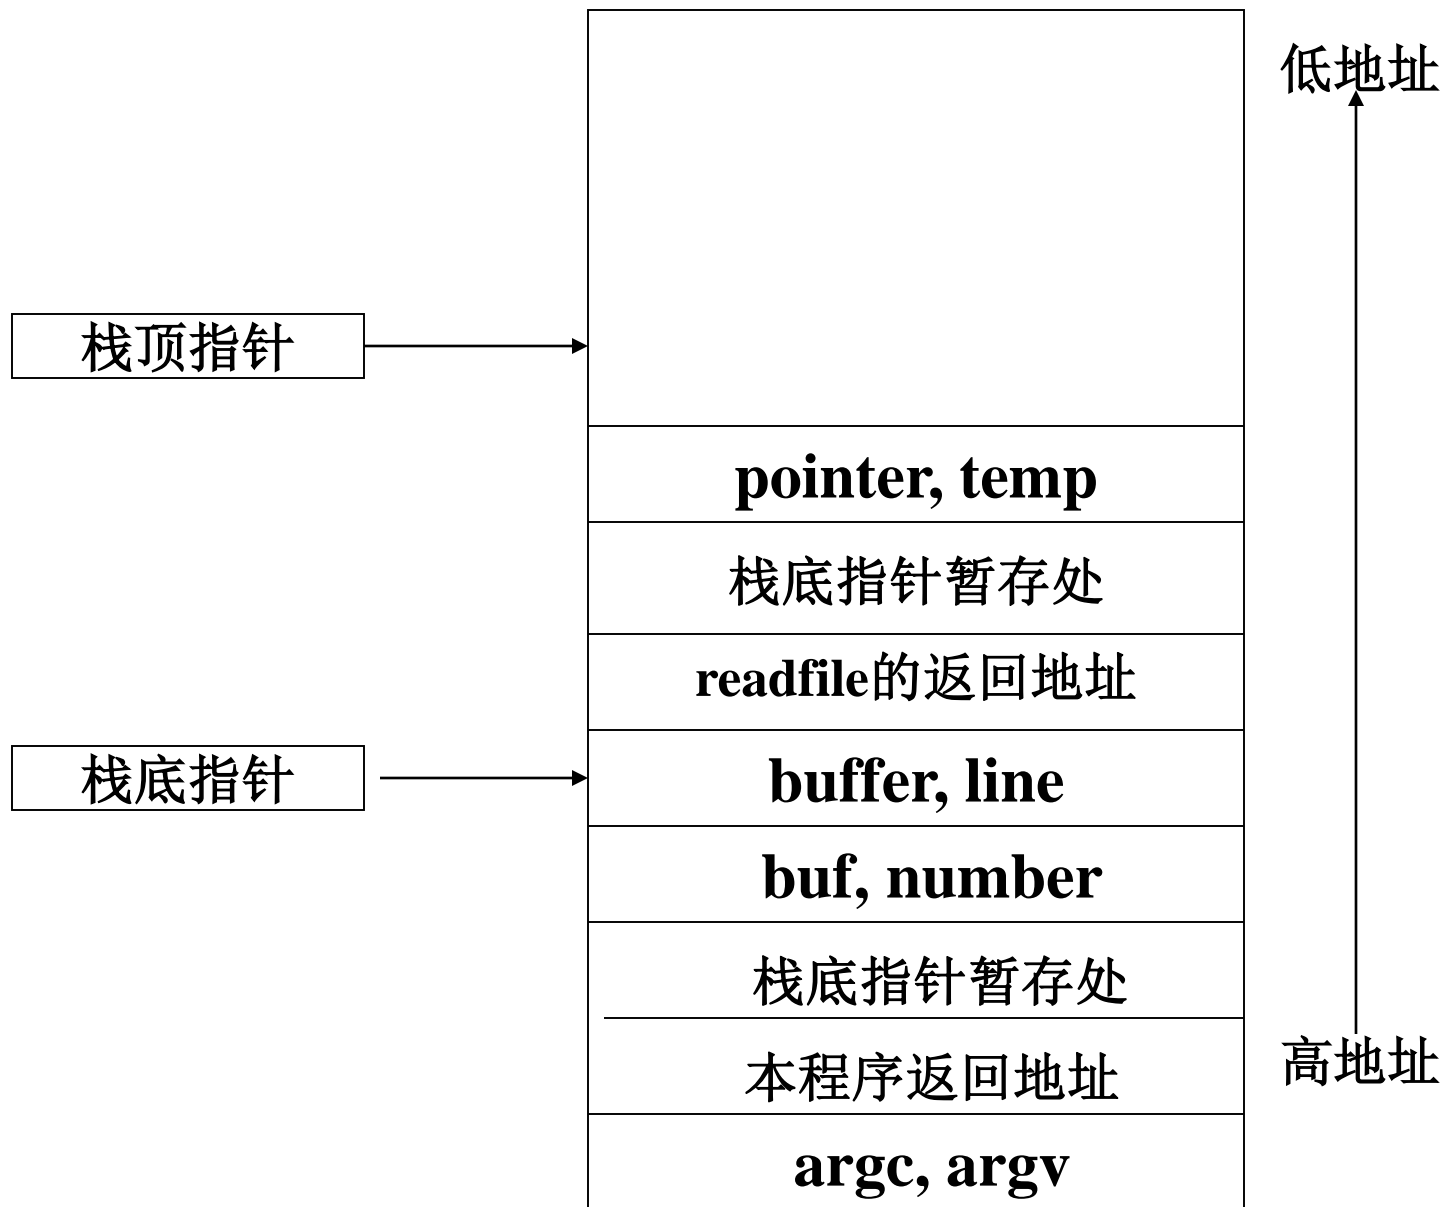 低地址
栈顶指针
pointer, temp
栈底指针暂存处
readfile的返回地址
栈底指针
buffer, line
buf, number
栈底指针暂存处
高地址
本程序返回地址
argc, argv